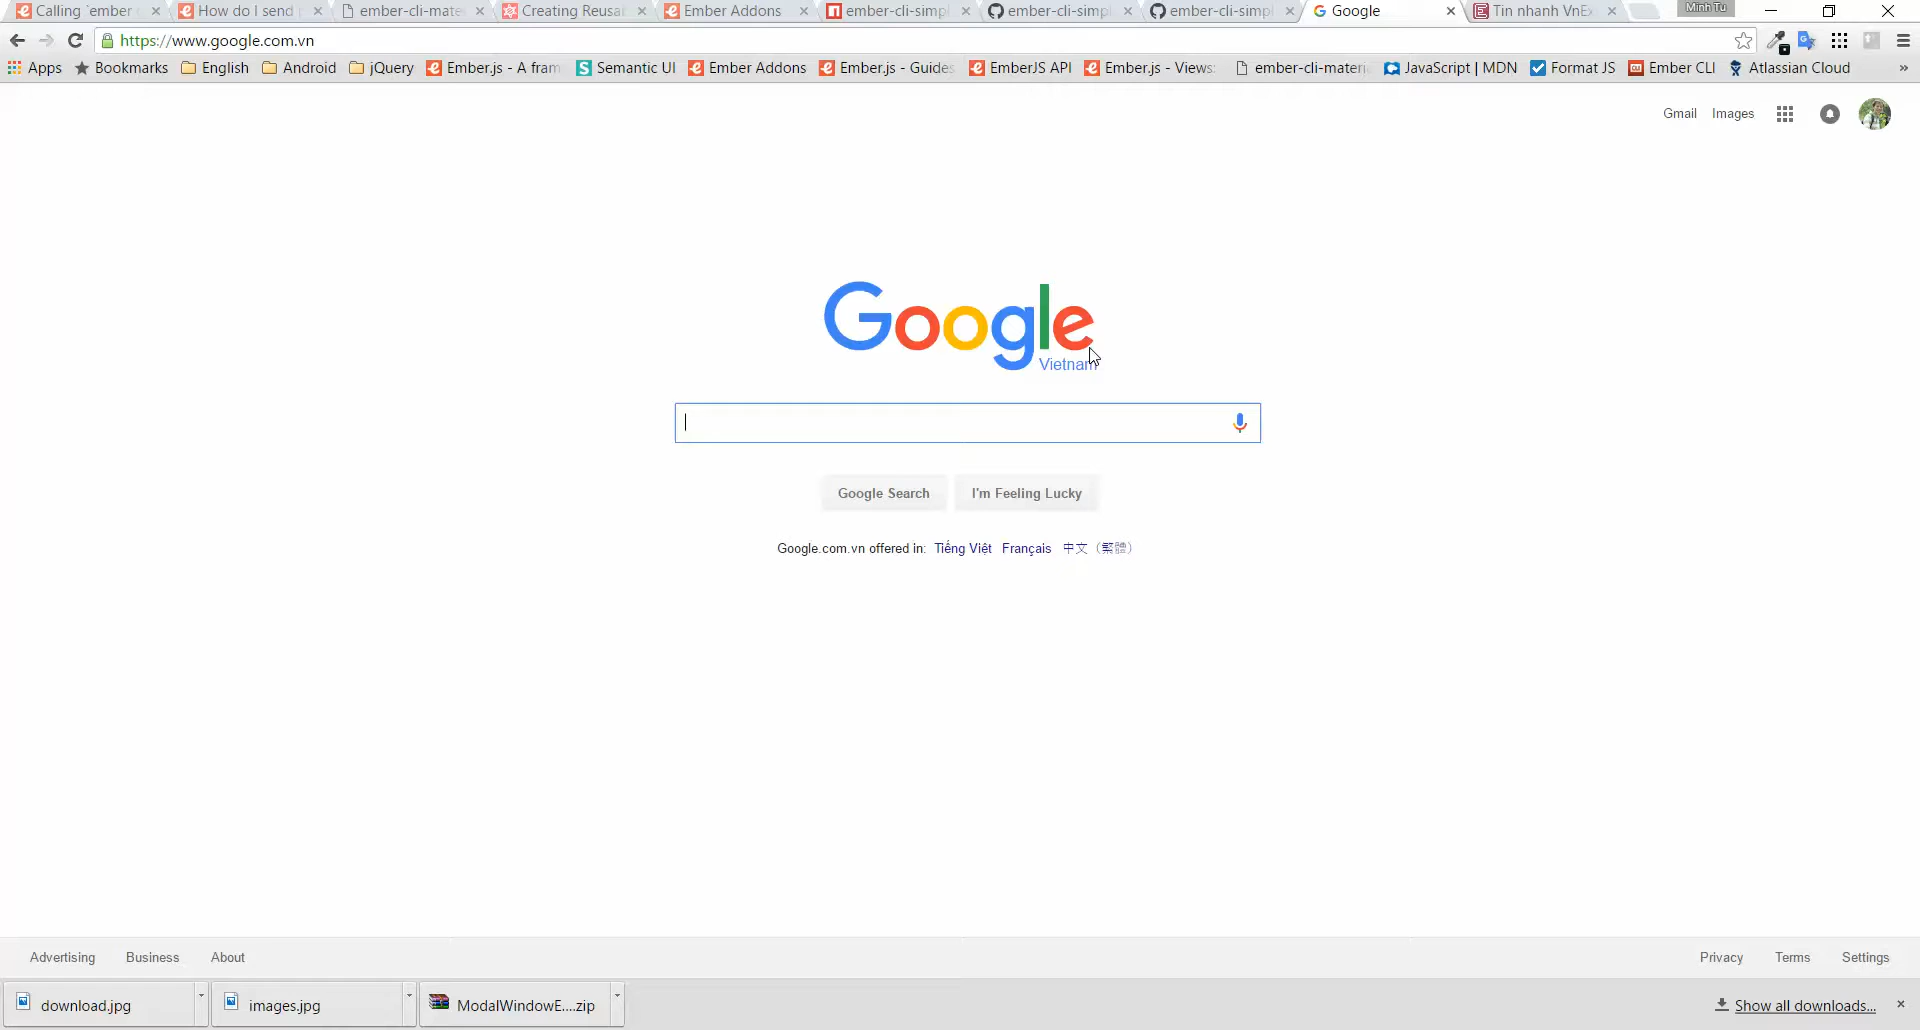 Calling `ember
How do I send
ember-cli-mate
Creating Reusa
Ember Addons
ember-cli-simp
ember-cli-simp
ember-cli-simp
Google
Tin nhanh VnEx
Minh Tu
https://www.google.com.vn
Apps Bookmarks English Android jQuery Ember.js - A fram Semantic UI Ember Addons Ember.js - Guides EmberJS API Ember.js - Views: ember-cli-materi JavaScript | MDN Format JS Ember CLI Atlassian Cloud »
Gmail Images
Google
Vietnam
Google Search I'm Feeling Lucky
Google.com.vn offered in: Tiếng Việt Français 中文（繁體）
Advertising Business About Privacy Terms Settings
download.jpg images.jpg ModalWindowE....zip Show all downloads...